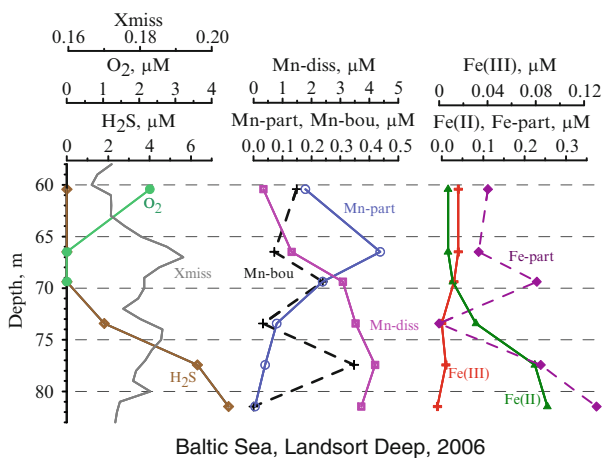 Xmiss
0.16 0.18 0.20
O₂, μM Mn-diss, μM Fe(III), μM
0 1 2 3 4 0 1 2 3 4 5 0 0.04 0.08 0.12
H₂S, μM Mn-part, Mn-bou, μM Fe(II), Fe-part, μM
0 2 4 6 0.0 0.1 0.2 0.3 0.4 0.5 0.0 0.1 0.2 0.3
60
O₂ Mn-part
65
Xmiss Mn-bou Fe-part
70
Mn-diss
75
H₂S Fe(III) Fe(II)
80
Depth, m
Baltic Sea, Landsort Deep, 2006